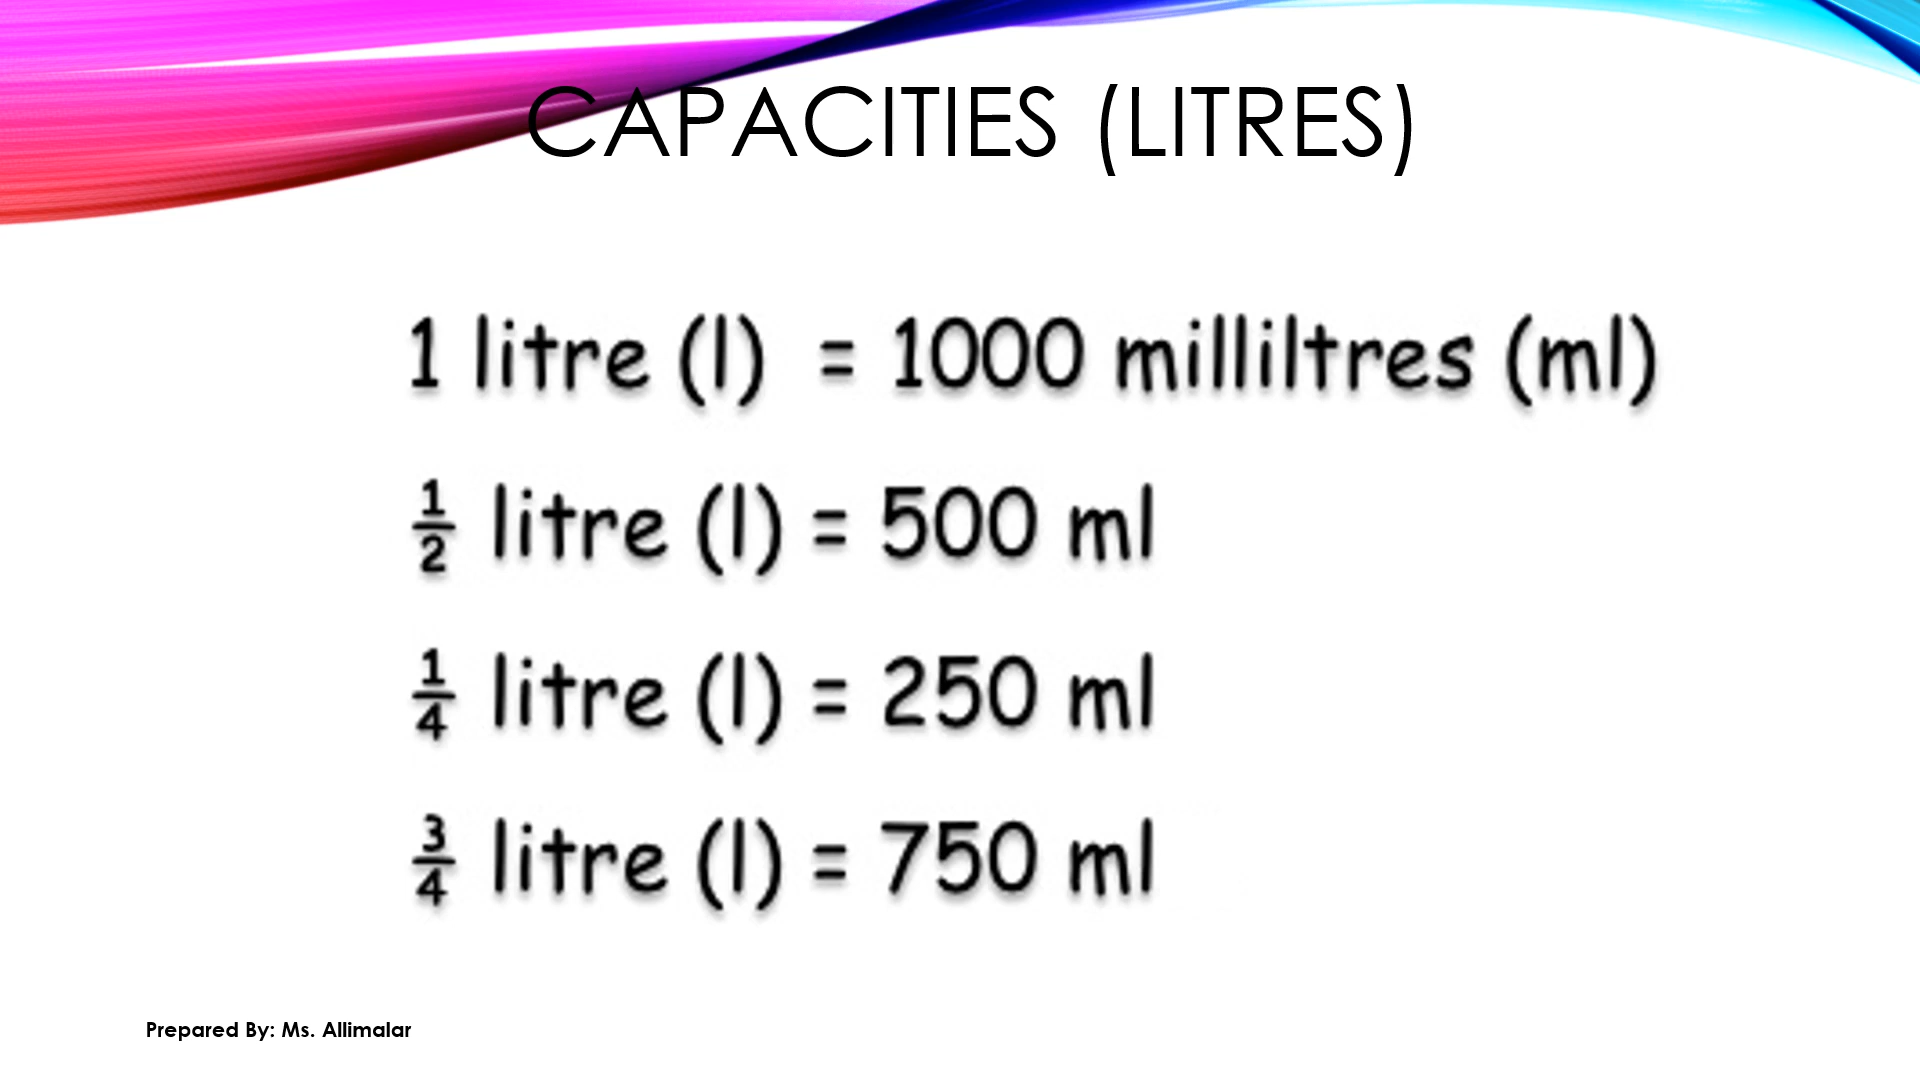 CAPACITIES (LITRES)
1 litre (l) = 1000 milliltres (ml)
½ litre (l) = 500 ml
¼ litre (l) = 250 ml
¾ litre (l) = 750 ml
Prepared By: Ms. Allimalar